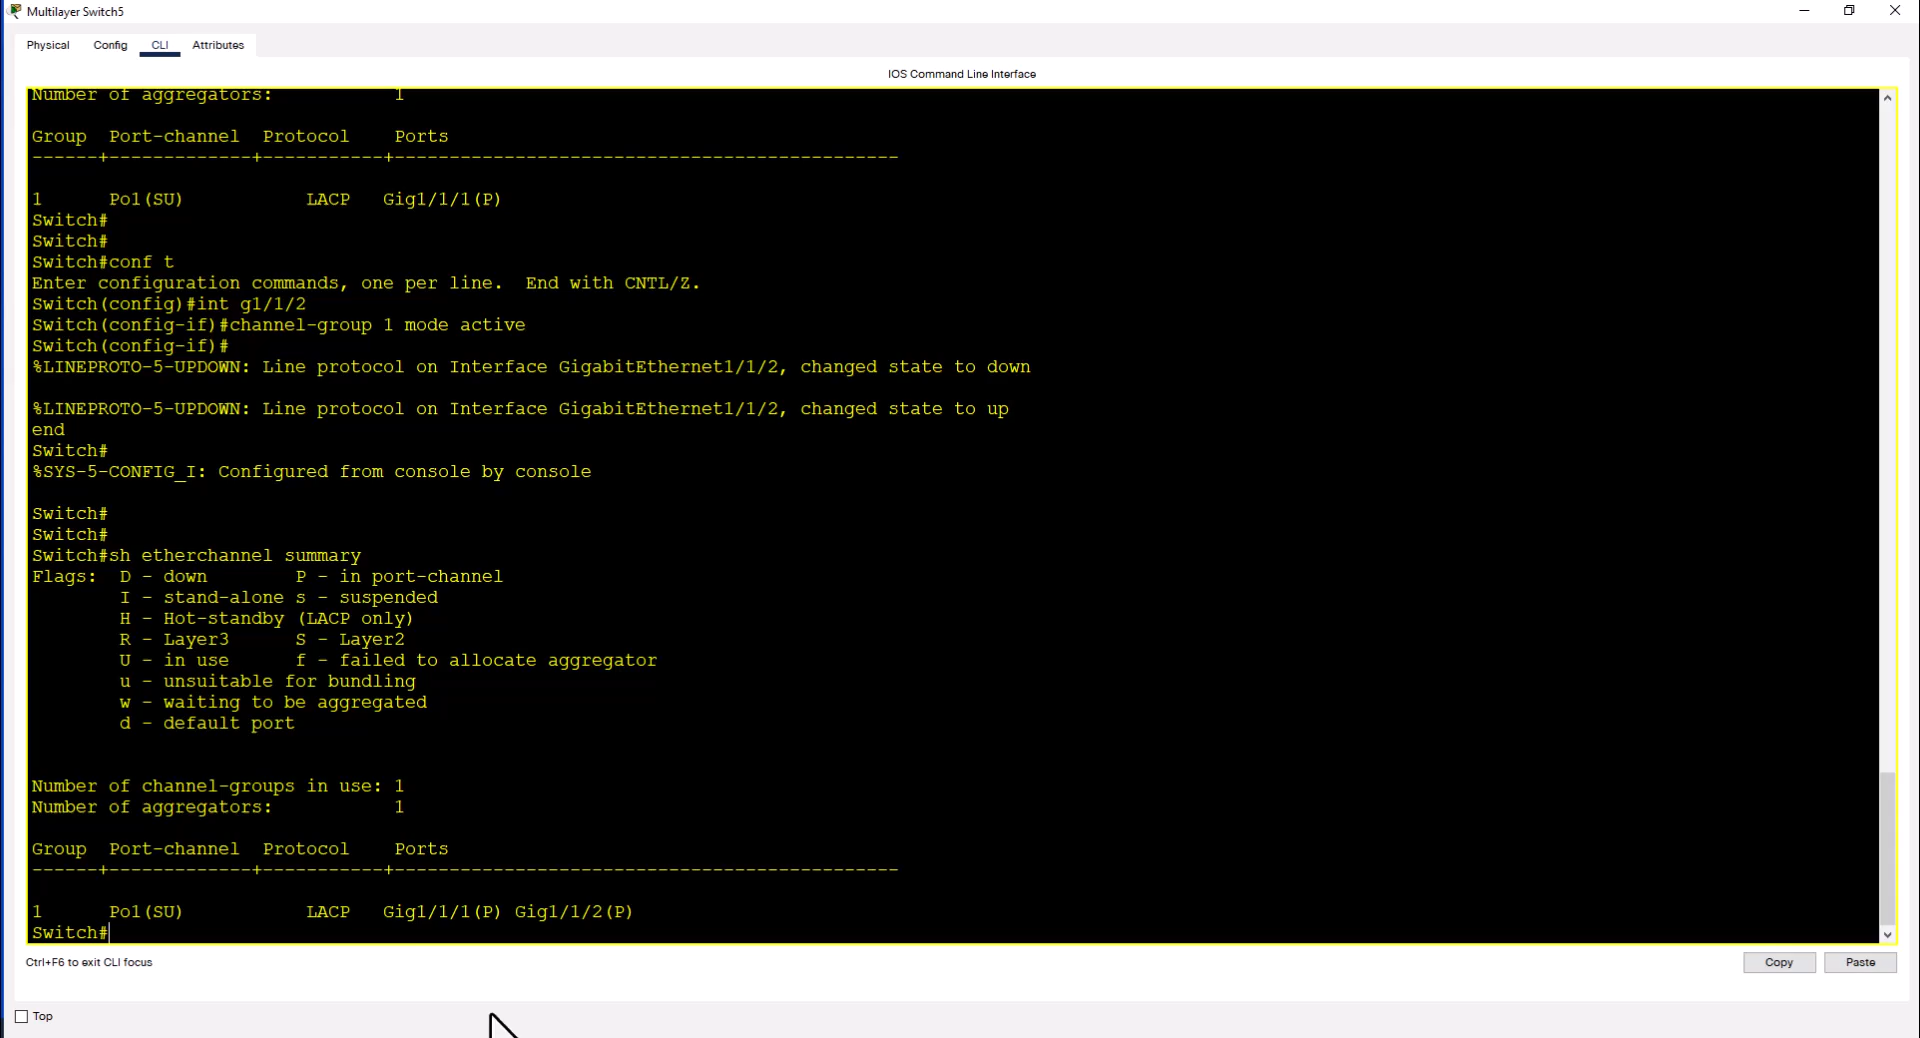 Multilayer Switch5
Physical Config CLI Attributes
IOS Command Line Interface
Number of aggregators:           1
Group  Port-channel  Protocol    Ports
------+-------------+-----------+----------------------------------------------
1      Po1(SU)           LACP   Gig1/1/1(P)
Switch#
Switch#
Switch#conf t
Enter configuration commands, one per line.  End with CNTL/Z.
Switch(config)#int g1/1/2
Switch(config-if)#channel-group 1 mode active
Switch(config-if)#
%LINEPROTO-5-UPDOWN: Line protocol on Interface GigabitEthernet1/1/2, changed state to down
%LINEPROTO-5-UPDOWN: Line protocol on Interface GigabitEthernet1/1/2, changed state to up
end
Switch#
%SYS-5-CONFIG_I: Configured from console by console
Switch#
Switch#
Switch#sh etherchannel summary
Flags:  D - down        P - in port-channel
        I - stand-alone s - suspended
        H - Hot-standby (LACP only)
        R - Layer3      S - Layer2
        U - in use      f - failed to allocate aggregator
        u - unsuitable for bundling
        w - waiting to be aggregated
        d - default port
Number of channel-groups in use: 1
Number of aggregators:           1
Group  Port-channel  Protocol    Ports
------+-------------+-----------+----------------------------------------------
1      Po1(SU)           LACP   Gig1/1/1(P) Gig1/1/2(P)
Switch#
Ctrl+F6 to exit CLI focus
Copy Paste
Top